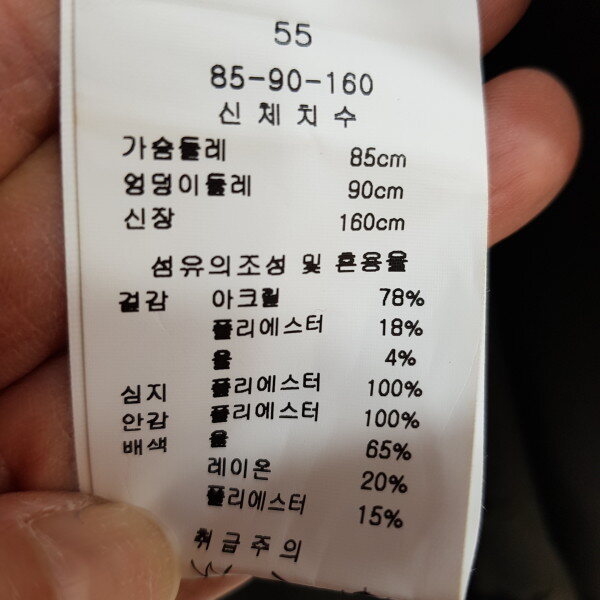 55
85-90-160
신체치수
가슴둘레 85cm
엉덩이둘레 90cm
신장 160cm
섬유의조성 및 혼용율
겉감 아크릴 78%
폴리에스터 18%
울 4%
심지 폴리에스터 100%
안감 폴리에스터 100%
배색 울 65%
레이온 20%
폴리에스터 15%
취급주의